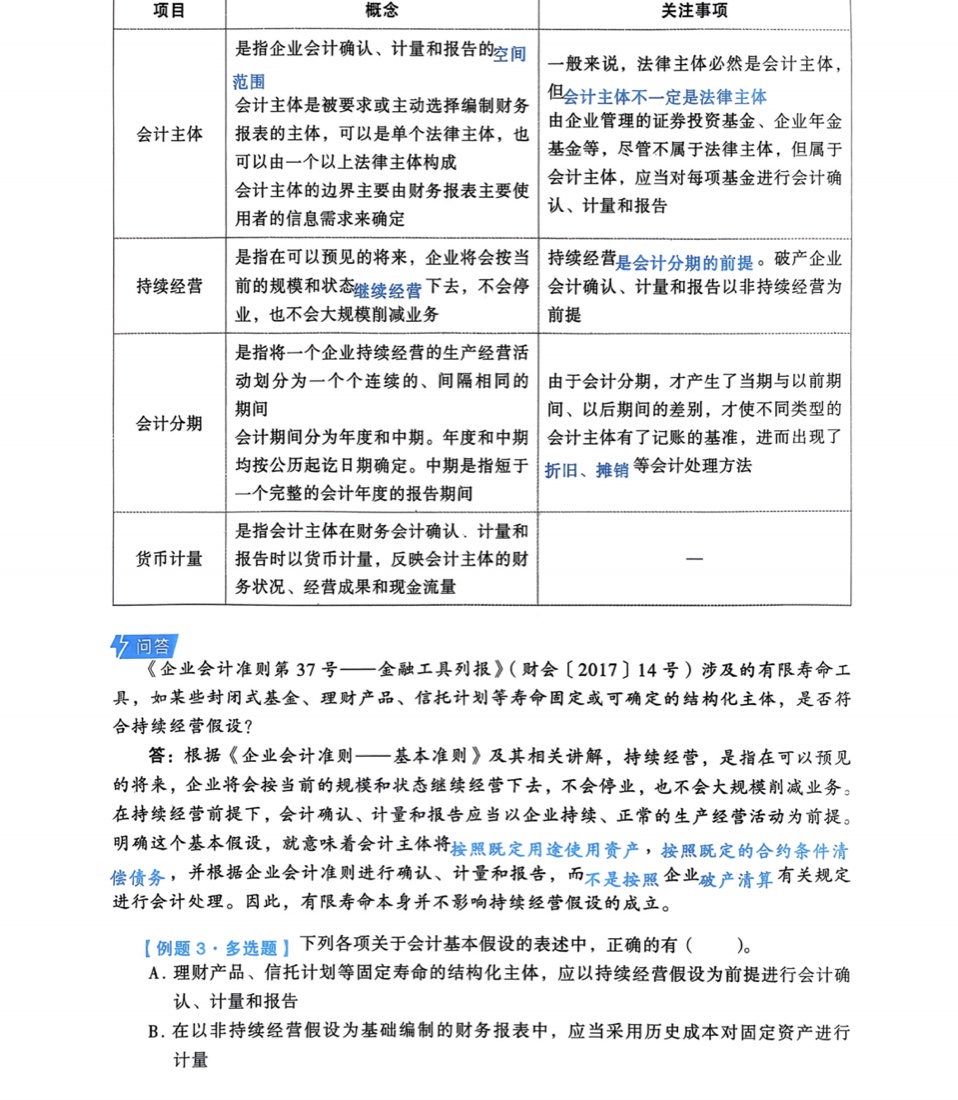 项目 概念 关注事项
会计主体
是指企业会计确认、计量和报告的空间
范围
会计主体是被要求或主动选择编制财务
报表的主体，可以是单个法律主体，也
可以由一个以上法律主体构成
会计主体的边界主要由财务报表主要使
用者的信息需求来确定
一般来说，法律主体必然是会计主体，
但会计主体不一定是法律主体
由企业管理的证券投资基金、企业年金
基金等，尽管不属于法律主体，但属于
会计主体，应当对每项基金进行会计确
认、计量和报告
持续经营
是指在可以预见的将来，企业将会按当
前的规模和状态继续经营下去，不会停
业，也不会大规模削减业务
持续经营是会计分期的前提。破产企业
会计确认、计量和报告以非持续经营为
前提
会计分期
是指将一个企业持续经营的生产经营活
动划分为一个个连续的、间隔相同的
期间
会计期间分为年度和中期。年度和中期
均按公历起讫日期确定。中期是指短于
一个完整的会计年度的报告期间
由于会计分期，才产生了当期与以前期
间、以后期间的差别，才使不同类型的
会计主体有了记账的基准，进而出现了
折旧、摊销等会计处理方法
货币计量
是指会计主体在财务会计确认、计量和
报告时以货币计量，反映会计主体的财
务状况、经营成果和现金流量
—
问答
《企业会计准则第 37 号——金融工具列报》（财会〔2017〕14 号）涉及的有限寿命工
具，如某些封闭式基金、理财产品、信托计划等寿命固定或可确定的结构化主体，是否符
合持续经营假设？
答：根据《企业会计准则——基本准则》及其相关讲解，持续经营，是指在可以预见
的将来，企业将会按当前的规模和状态继续经营下去，不会停业，也不会大规模削减业务。
在持续经营前提下，会计确认、计量和报告应当以企业持续、正常的生产经营活动为前提。
明确这个基本假设，就意味着会计主体将按照既定用途使用资产，按照既定的合约条件清
偿债务，并根据企业会计准则进行确认、计量和报告，而不是按照企业破产清算有关规定
进行会计处理。因此，有限寿命本身并不影响持续经营假设的成立。
【例题 3·多选题】下列各项关于会计基本假设的表述中，正确的有（　　）。
A. 理财产品、信托计划等固定寿命的结构化主体，应以持续经营假设为前提进行会计确
认、计量和报告
B. 在以非持续经营假设为基础编制的财务报表中，应当采用历史成本对固定资产进行
计量